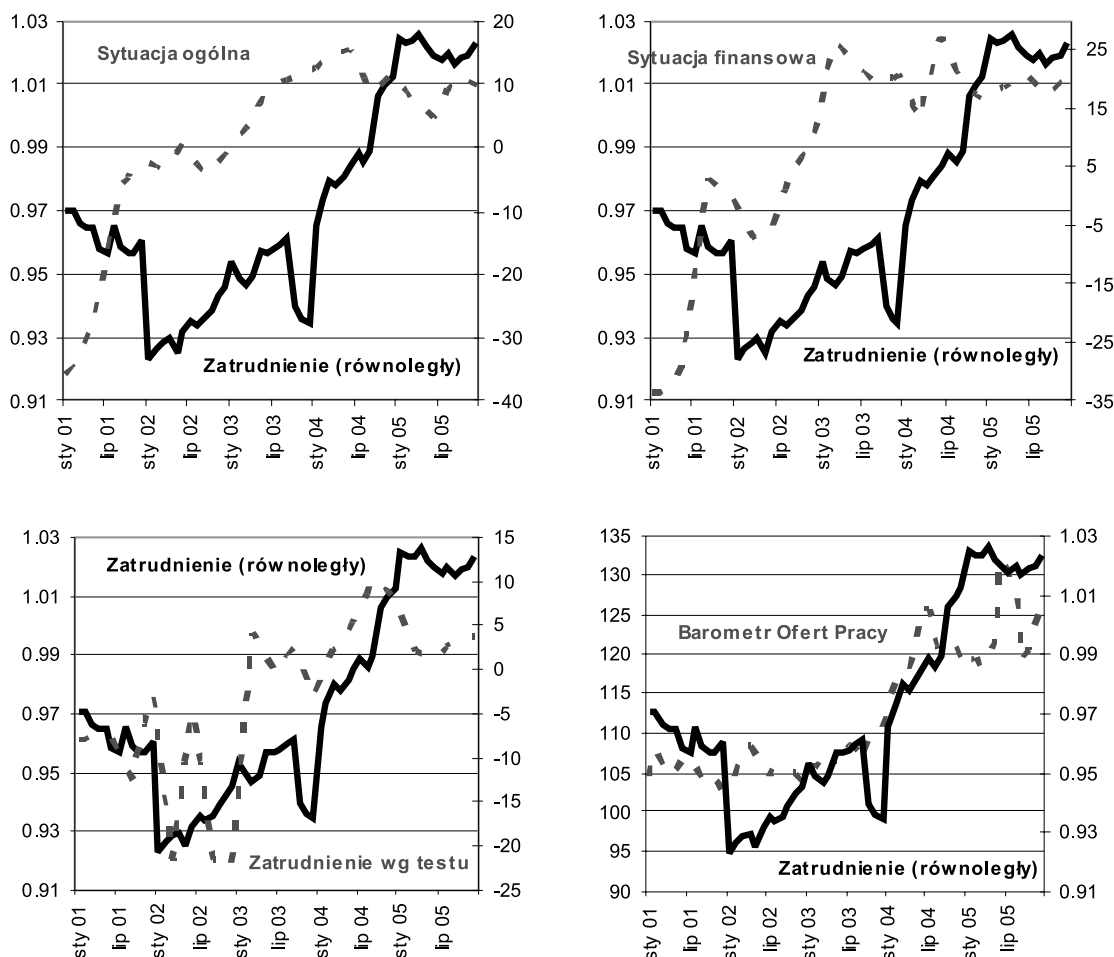 1.03
1.01
0.99
0.97
0.95
0.93
0.91
20
10
0
-10
-20
-30
-40
Sytuacja ogólna
Zatrudnienie (równoległy)
sty 01
lip 01
sty 02
lip 02
sty 03
lip 03
sty 04
lip 04
sty 05
lip 05
1.03
1.01
0.99
0.97
0.95
0.93
0.91
25
15
5
-5
-15
-25
-35
Sytuacja finansowa
Zatrudnienie (równoległy)
sty 01
lip 01
sty 02
lip 02
sty 03
lip 03
sty 04
lip 04
sty 05
lip 05
1.03
1.01
0.99
0.97
0.95
0.93
0.91
15
10
5
0
-5
-10
-15
-20
-25
Zatrudnienie (równoległy)
Zatrudnienie wg testu
sty 01
lip 01
sty 02
lip 02
sty 03
lip 03
sty 04
lip 04
sty 05
lip 05
135
130
125
120
115
110
105
100
95
90
1.03
1.01
0.99
0.97
0.95
0.93
0.91
Barometr Ofert Pracy
Zatrudnienie (równoległy)
sty 01
lip 01
sty 02
lip 02
sty 03
lip 03
sty 04
lip 04
sty 05
lip 05